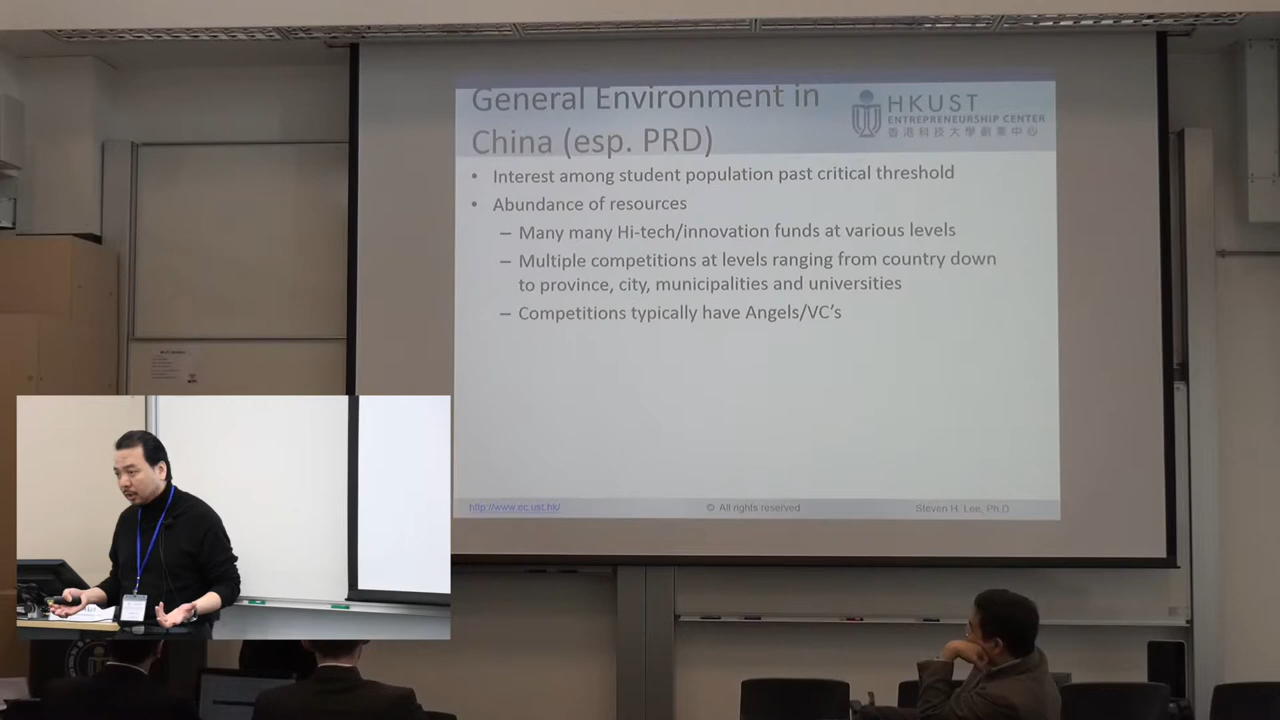 General Environment in
China (esp. PRD)
HKUST
ENTREPRENEURSHIP CENTER
香港科技大學創業中心
• Interest among student population past critical threshold
• Abundance of resources
– Many many Hi-tech/innovation funds at various levels
– Multiple competitions at levels ranging from country down
to province, city, municipalities and universities
– Competitions typically have Angels/VC's
http://www.ec.ust.hk/
© All rights reserved
Steven H. Lee, Ph.D